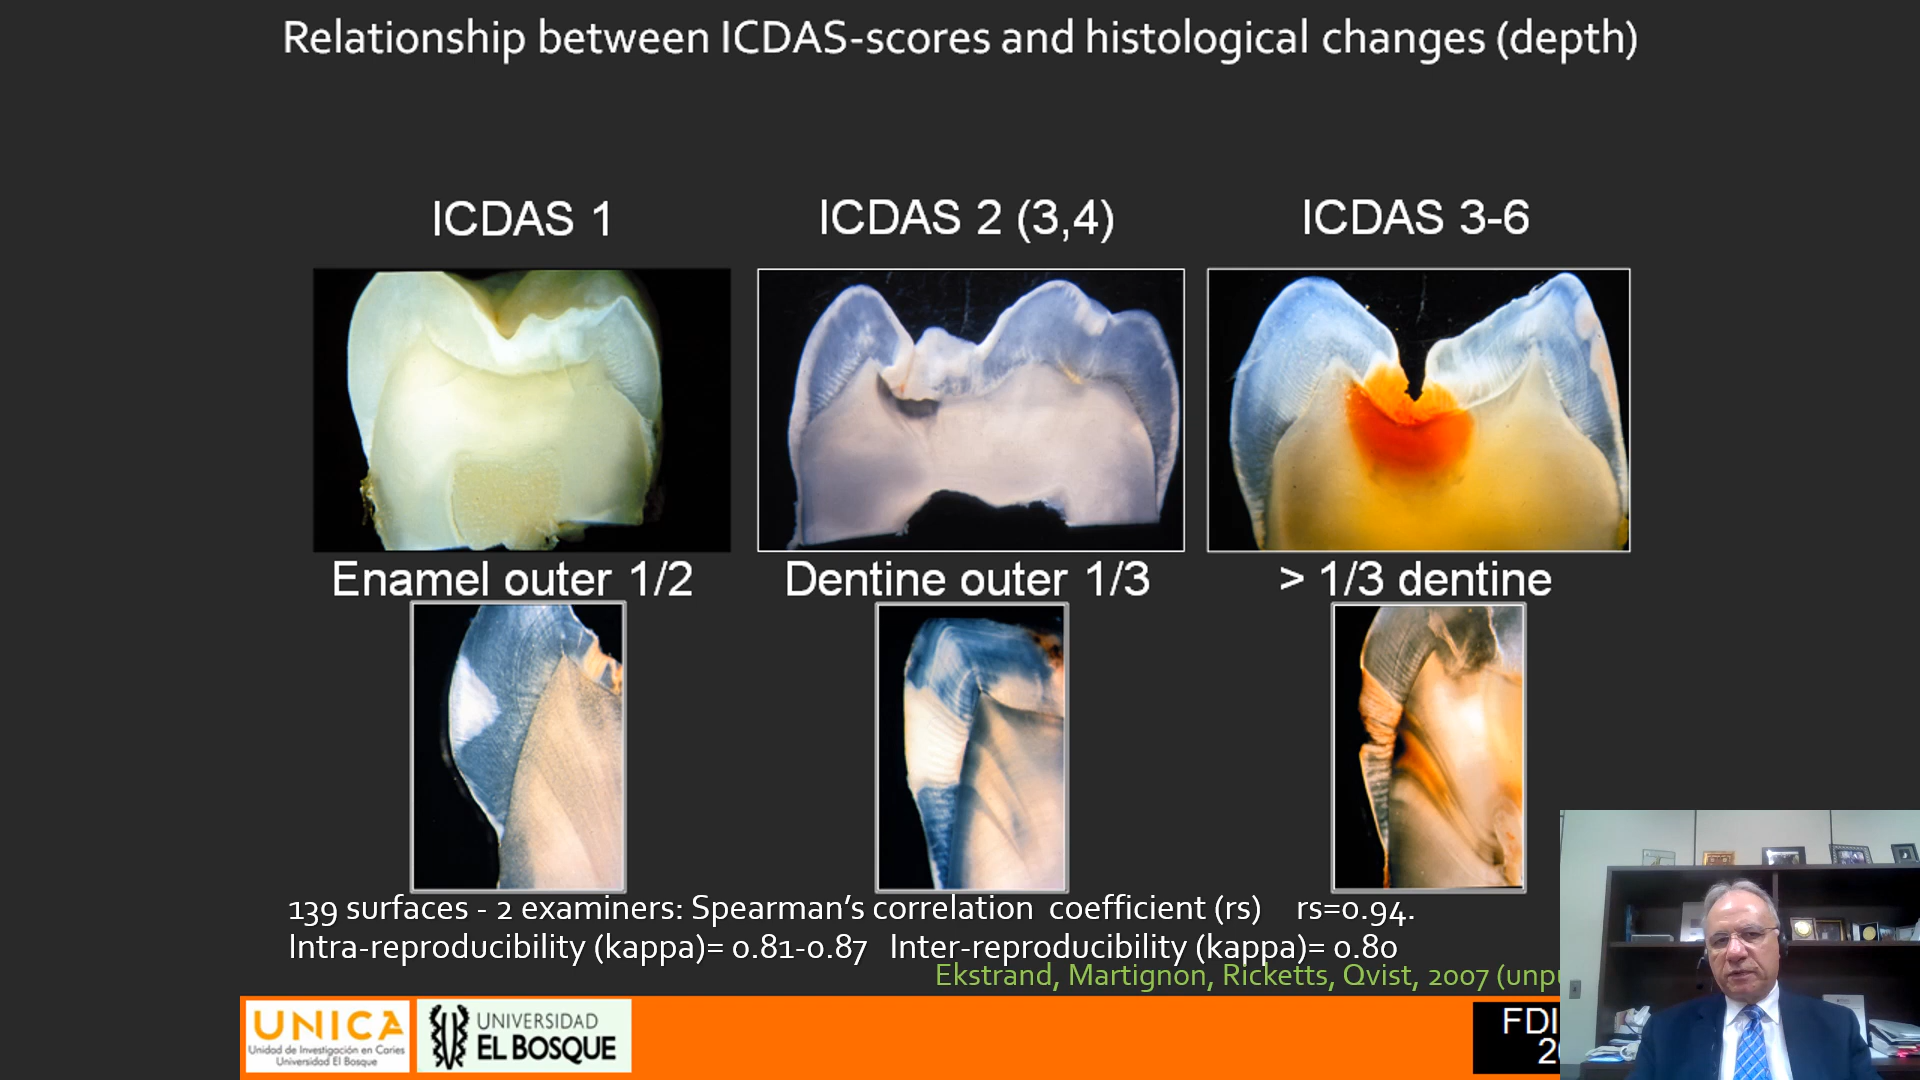 Relationship between ICDAS-scores and histological changes (depth)
ICDAS 1
ICDAS 2 (3,4)
ICDAS 3-6
Enamel outer 1/2
Dentine outer 1/3
> 1/3 dentine
139 surfaces - 2 examiners: Spearman's correlation coefficient (rs) rs=0.94.
Intra-reproducibility (kappa)= 0.81-0.87 Inter-reproducibility (kappa)= 0.80
Ekstrand, Martignon, Ricketts, Qvist, 2007
UNICA
Unidad de Investigación en Caries
Universidad El Bosque
UNIVERSIDAD
EL BOSQUE
FDI